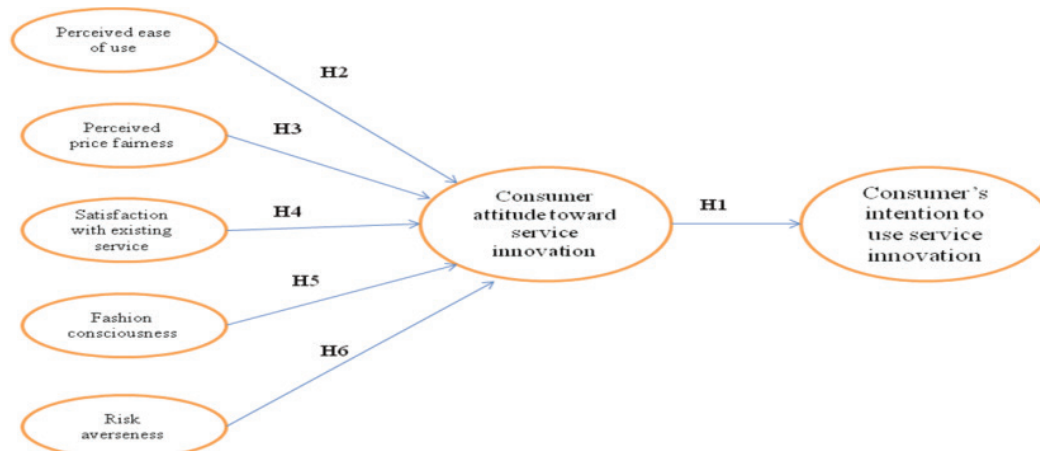 Perceived ease
of use
H2
Perceived
price fairness
H3
Satisfaction
with existing
service
H4
Fashion
consciousness
H5
Risk
averseness
H6
Consumer
attitude toward
service
innovation
H1
Consumer's
intention to
use service
innovation